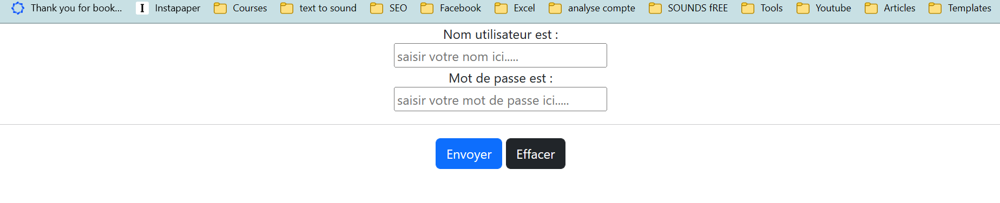 Thank you for book... Instapaper Courses text to sound SEO Facebook Excel analyse compte SOUNDS fREE Tools Youtube Articles Templates
Nom utilisateur est :
saisir votre nom ici.....
Mot de passe est :
saisir votre mot de passe ici.....
Envoyer Effacer